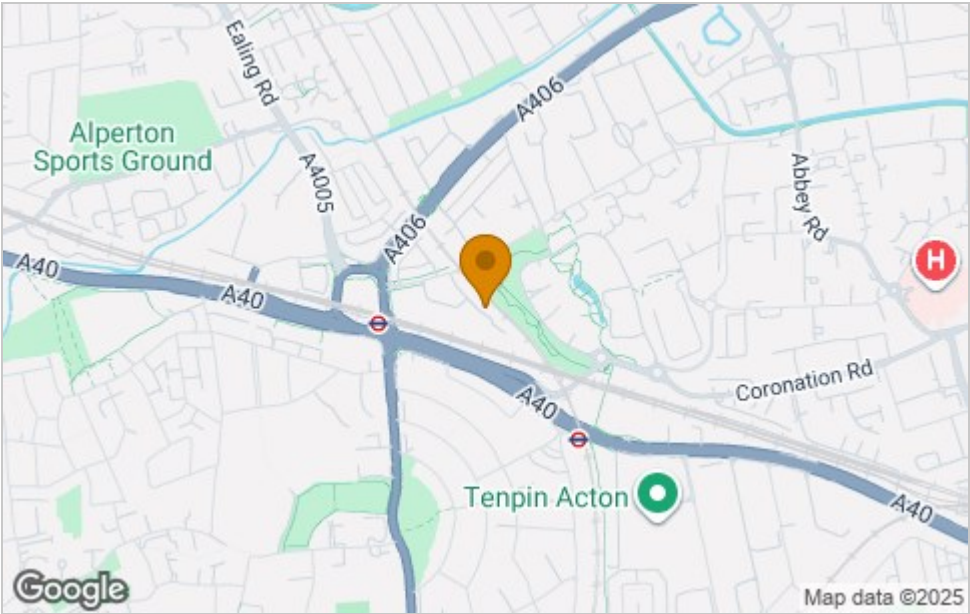 Ealing Rd
A406
Alperton
Sports Ground
A4005
Abbey Rd
A406
H
A40
A40
Coronation Rd
A40
Tenpin Acton
A40
Google
Map data ©2025